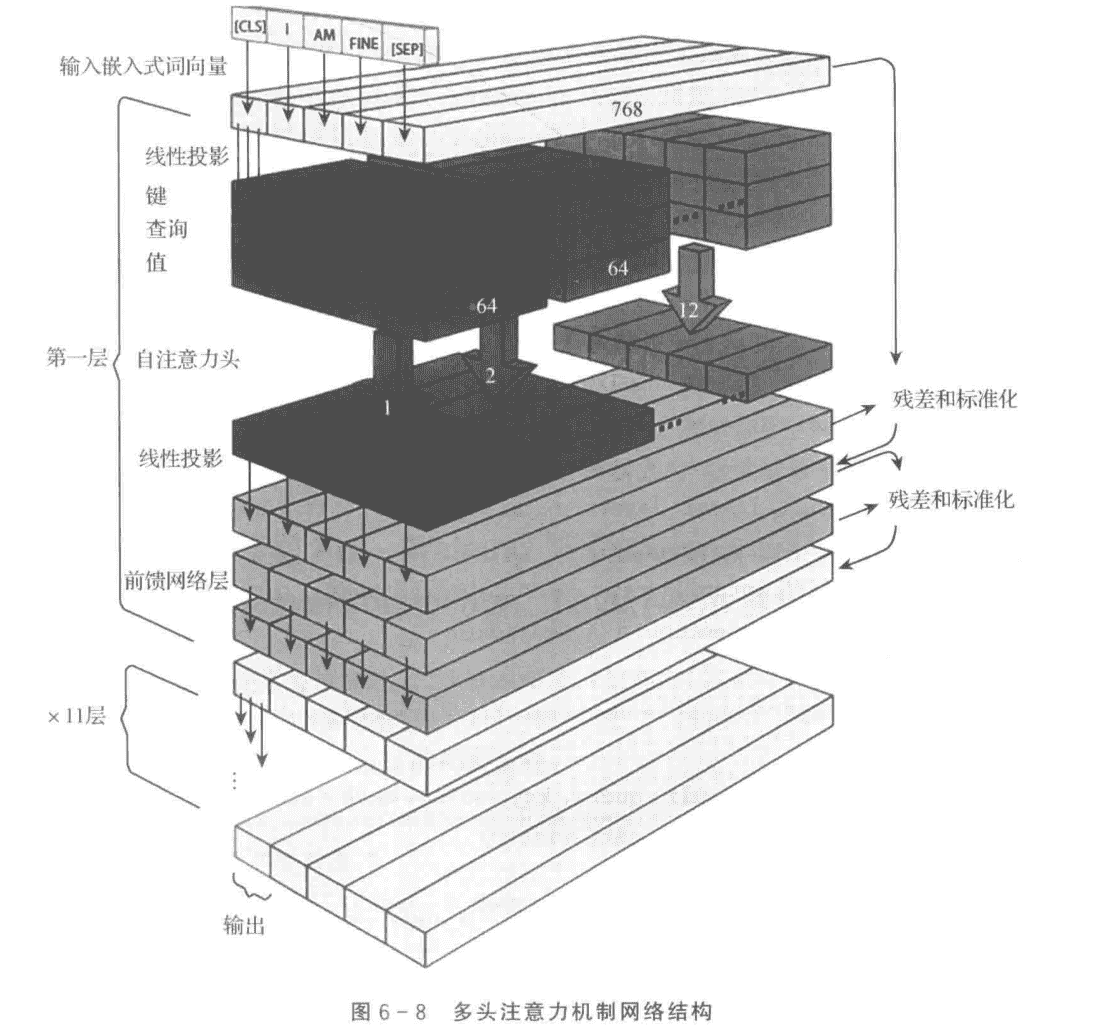 [CLS] I AM FINE [SEP]
输入嵌入式词向量
768
线性投影
键
查询
值
64
64
12
第一层
自注意力头
2
1
残差和标准化
线性投影
残差和标准化
前馈网络层
×11层
...
输出
图 6-8 多头注意力机制网络结构